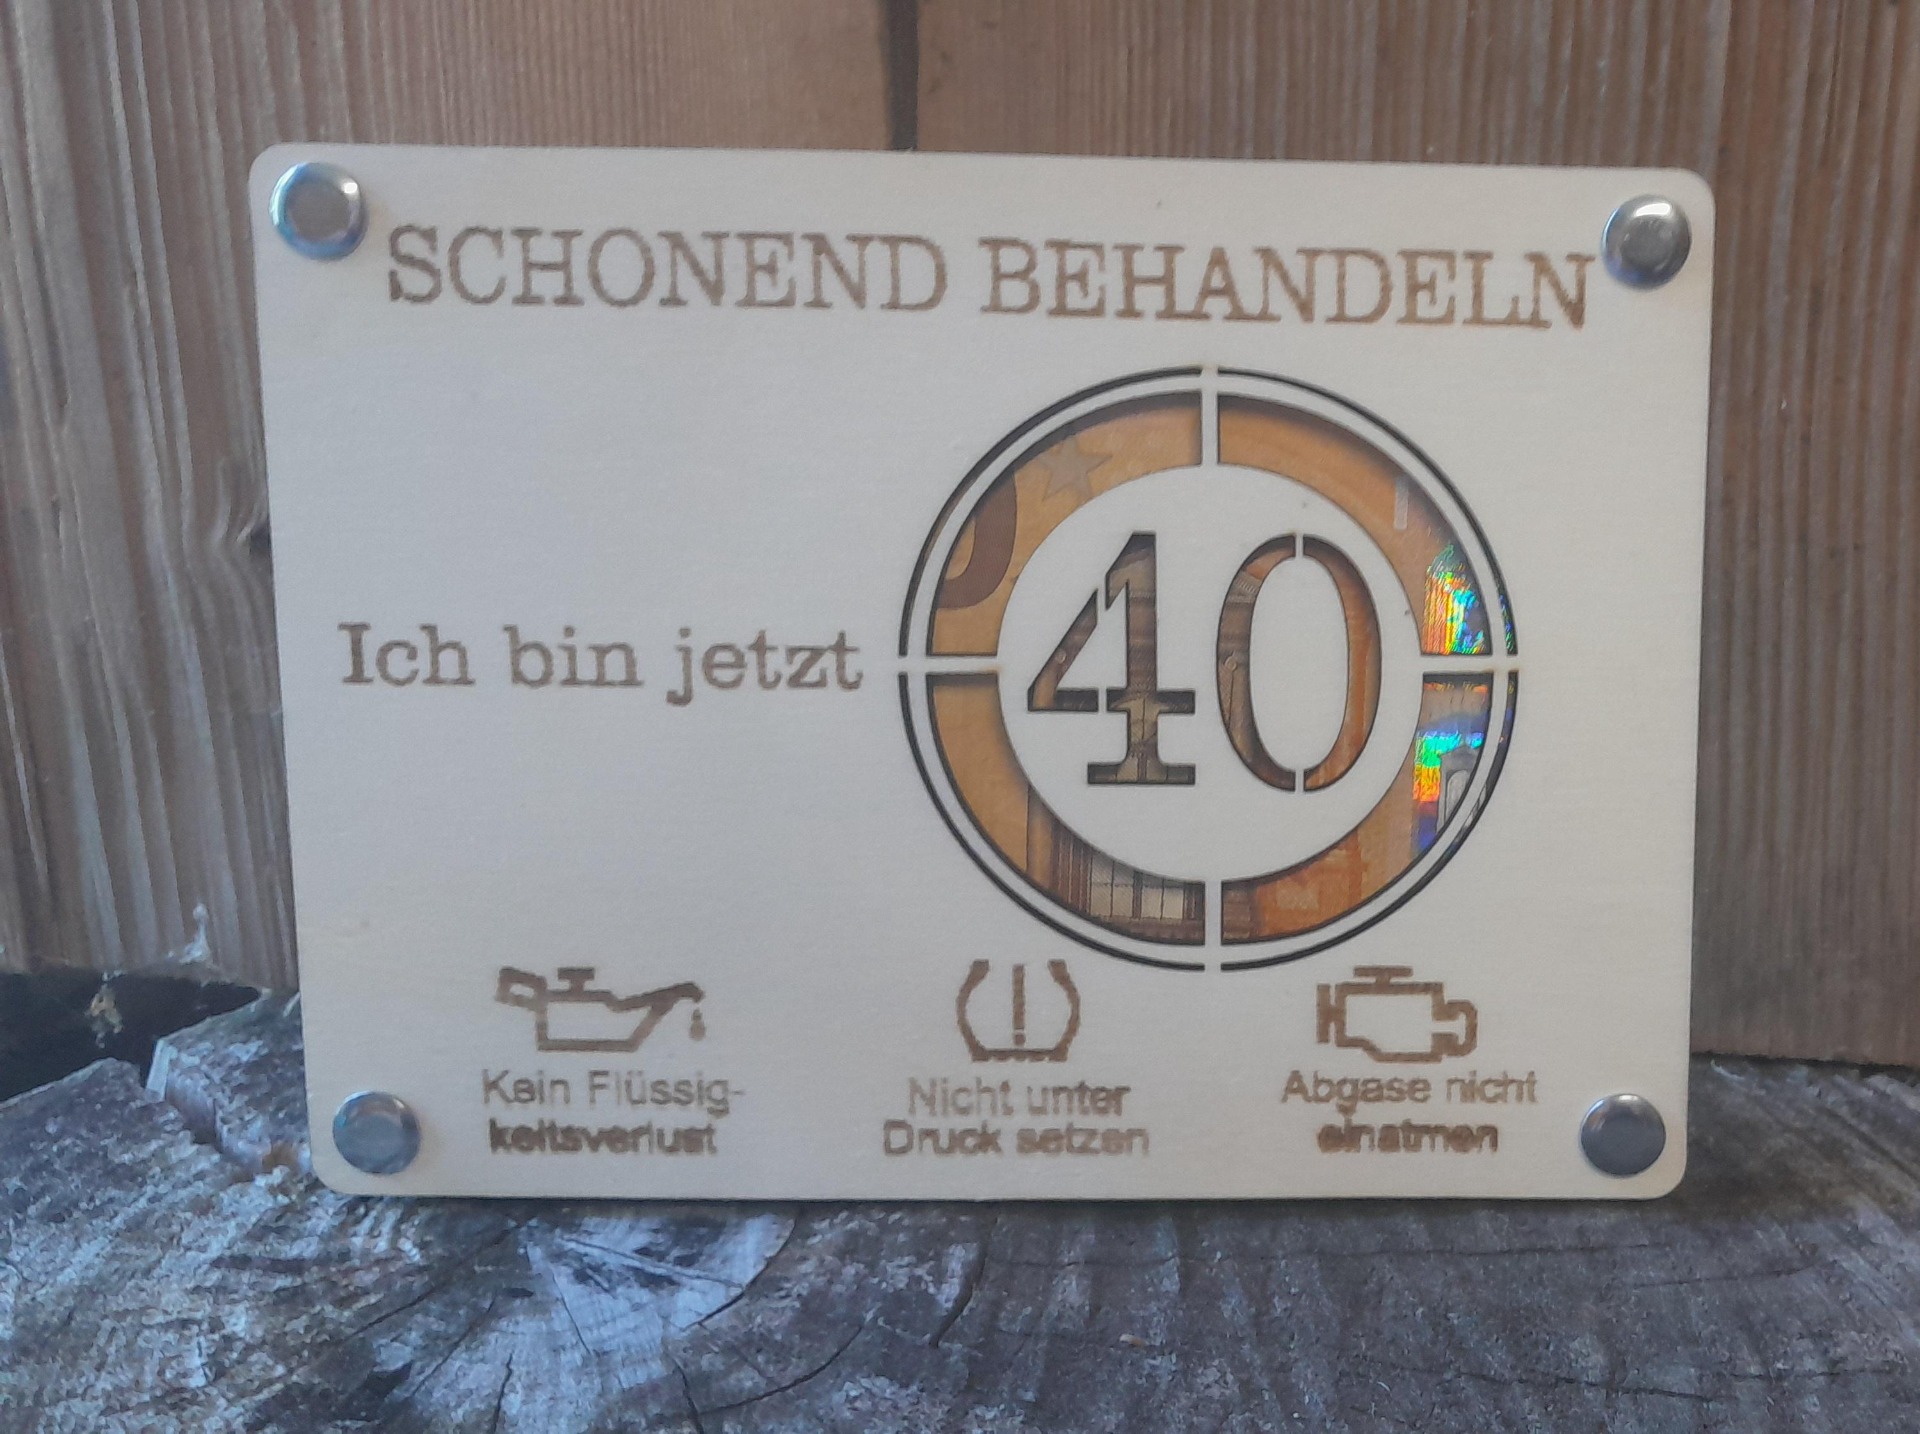 SCHONEND BEHANDELN
Ich bin jetzt 40
Kein Flüssig-
keitsverlust
Nicht unter
Druck setzen
Abgase nicht
einatmen